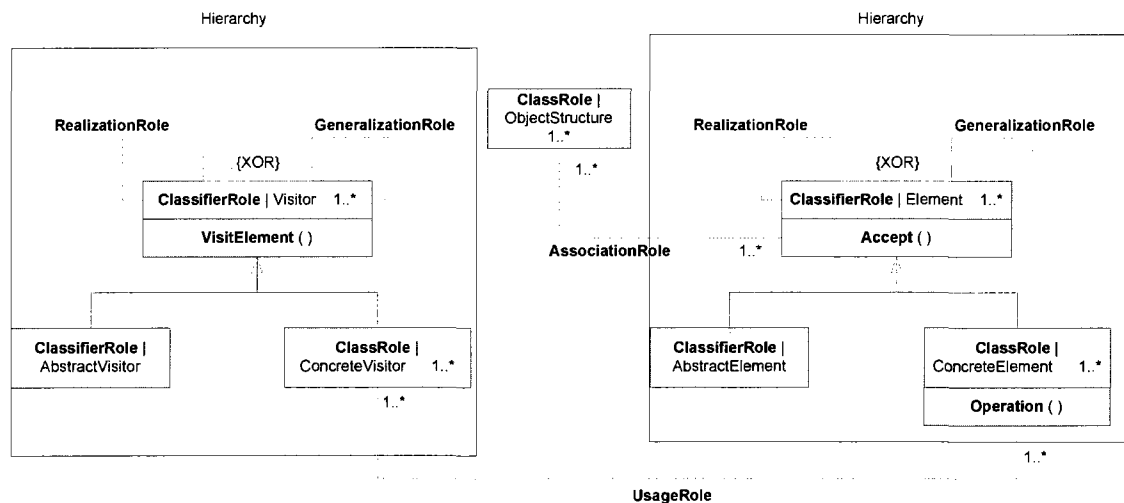 Hierarchy
Hierarchy
ClassRole |
ObjectStructure
1..*
RealizationRole
GeneralizationRole
{XOR}
1..*
RealizationRole
GeneralizationRole
{XOR}
ClassifierRole | Visitor 1..*
VisitElement ( )
ClassifierRole | Element 1..*
Accept ( )
AssociationRole
1..*
ClassifierRole |
AbstractVisitor
ClassRole |
ConcreteVisitor 1..*
1..*
ClassifierRole |
AbstractElement
ClassRole |
ConcreteElement 1..*
Operation ( )
1..*
UsageRole